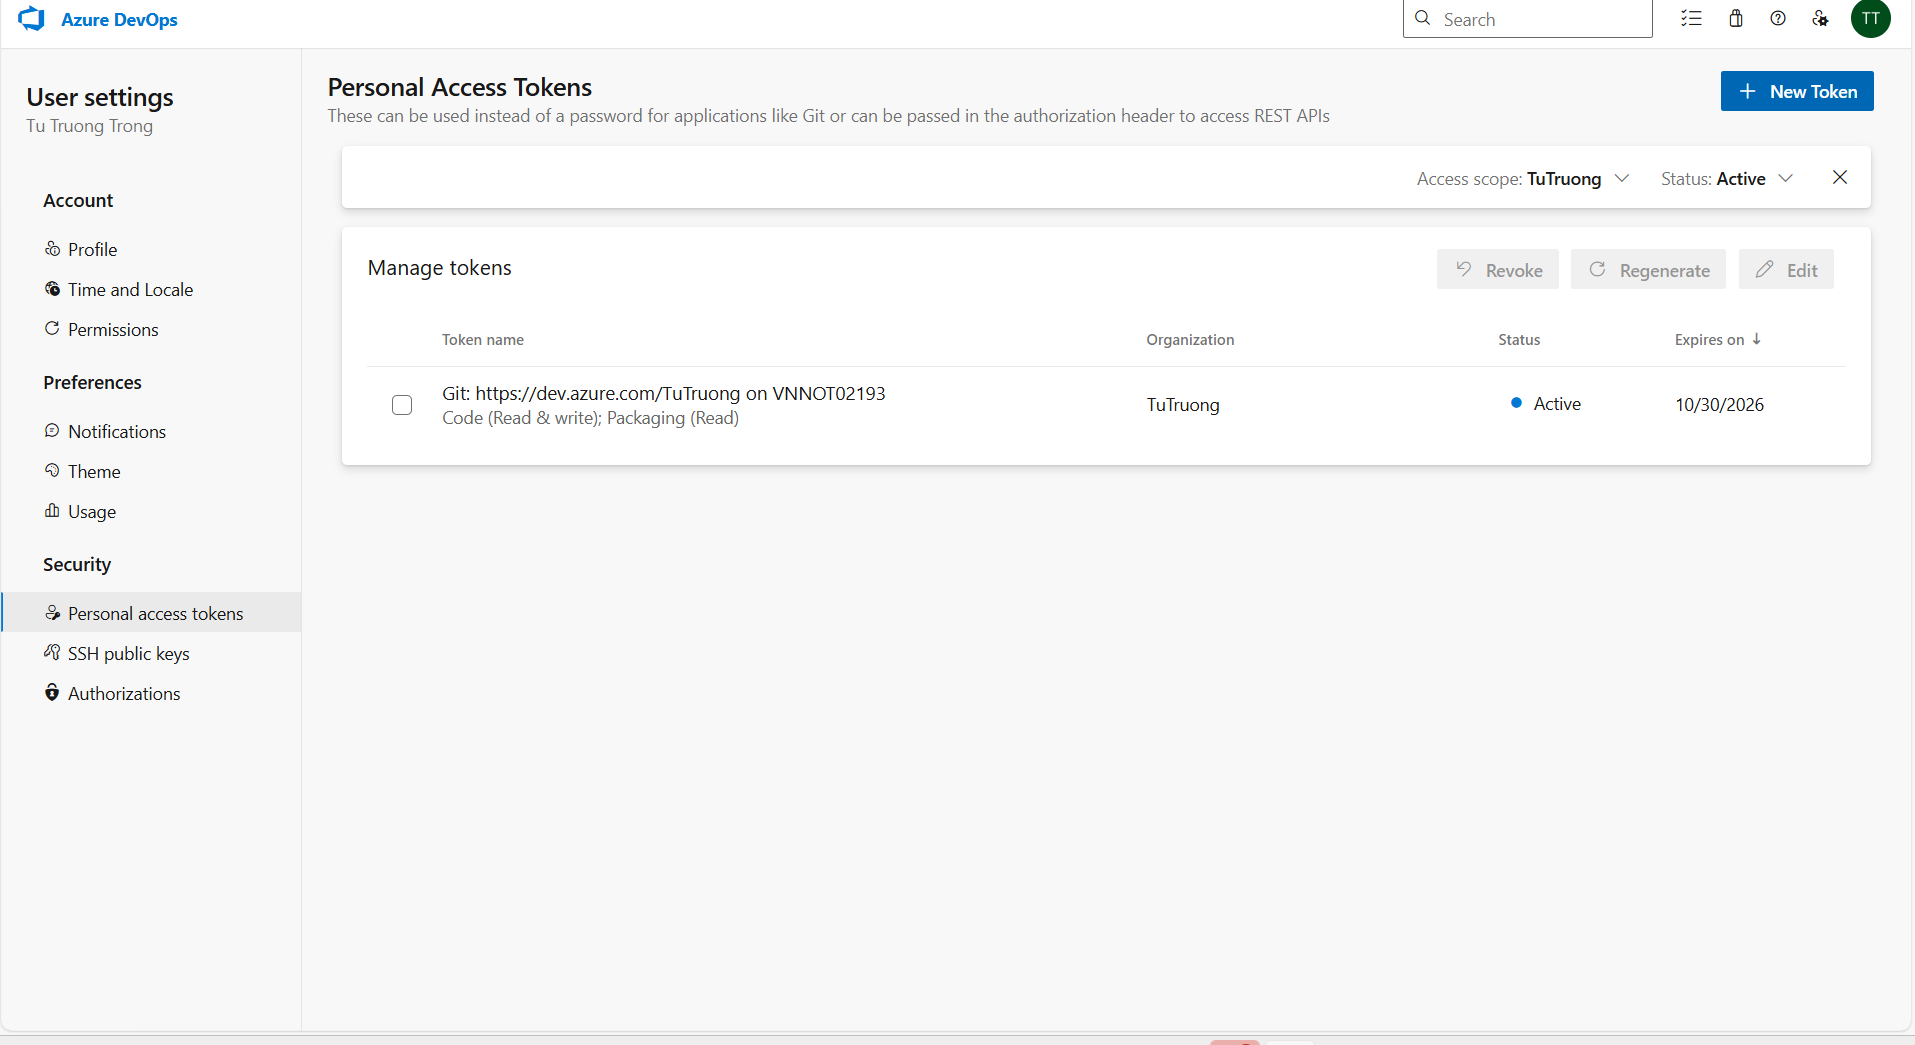 Azure DevOps
Search
TT
User settings
Tu Truong Trong
Account
Profile
Time and Locale
Permissions
Preferences
Notifications
Theme
Usage
Security
Personal access tokens
SSH public keys
Authorizations
Personal Access Tokens
These can be used instead of a password for applications like Git or can be passed in the authorization header to access REST APIs
New Token
Access scope: TuTruong
Status: Active
Manage tokens
Revoke
Regenerate
Edit
Token name
Organization
Status
Expires on
Git: https://dev.azure.com/TuTruong on VNNOT02193
Code (Read & write); Packaging (Read)
TuTruong
Active
10/30/2026